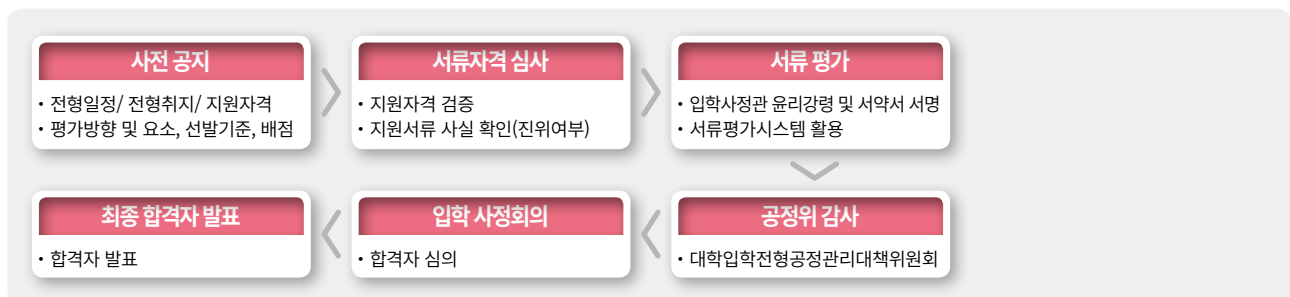 사전 공지
• 전형일정/ 전형취지/ 지원자격
• 평가방향 및 요소, 선발기준, 배점
서류자격 심사
• 지원자격 검증
• 지원서류 사실 확인(진위여부)
서류 평가
• 입학사정관 윤리강령 및 서약서 서명
• 서류평가시스템 활용
공정위 감사
• 대학입학전형공정관리대책위원회
입학 사정회의
• 합격자 심의
최종 합격자 발표
• 합격자 발표